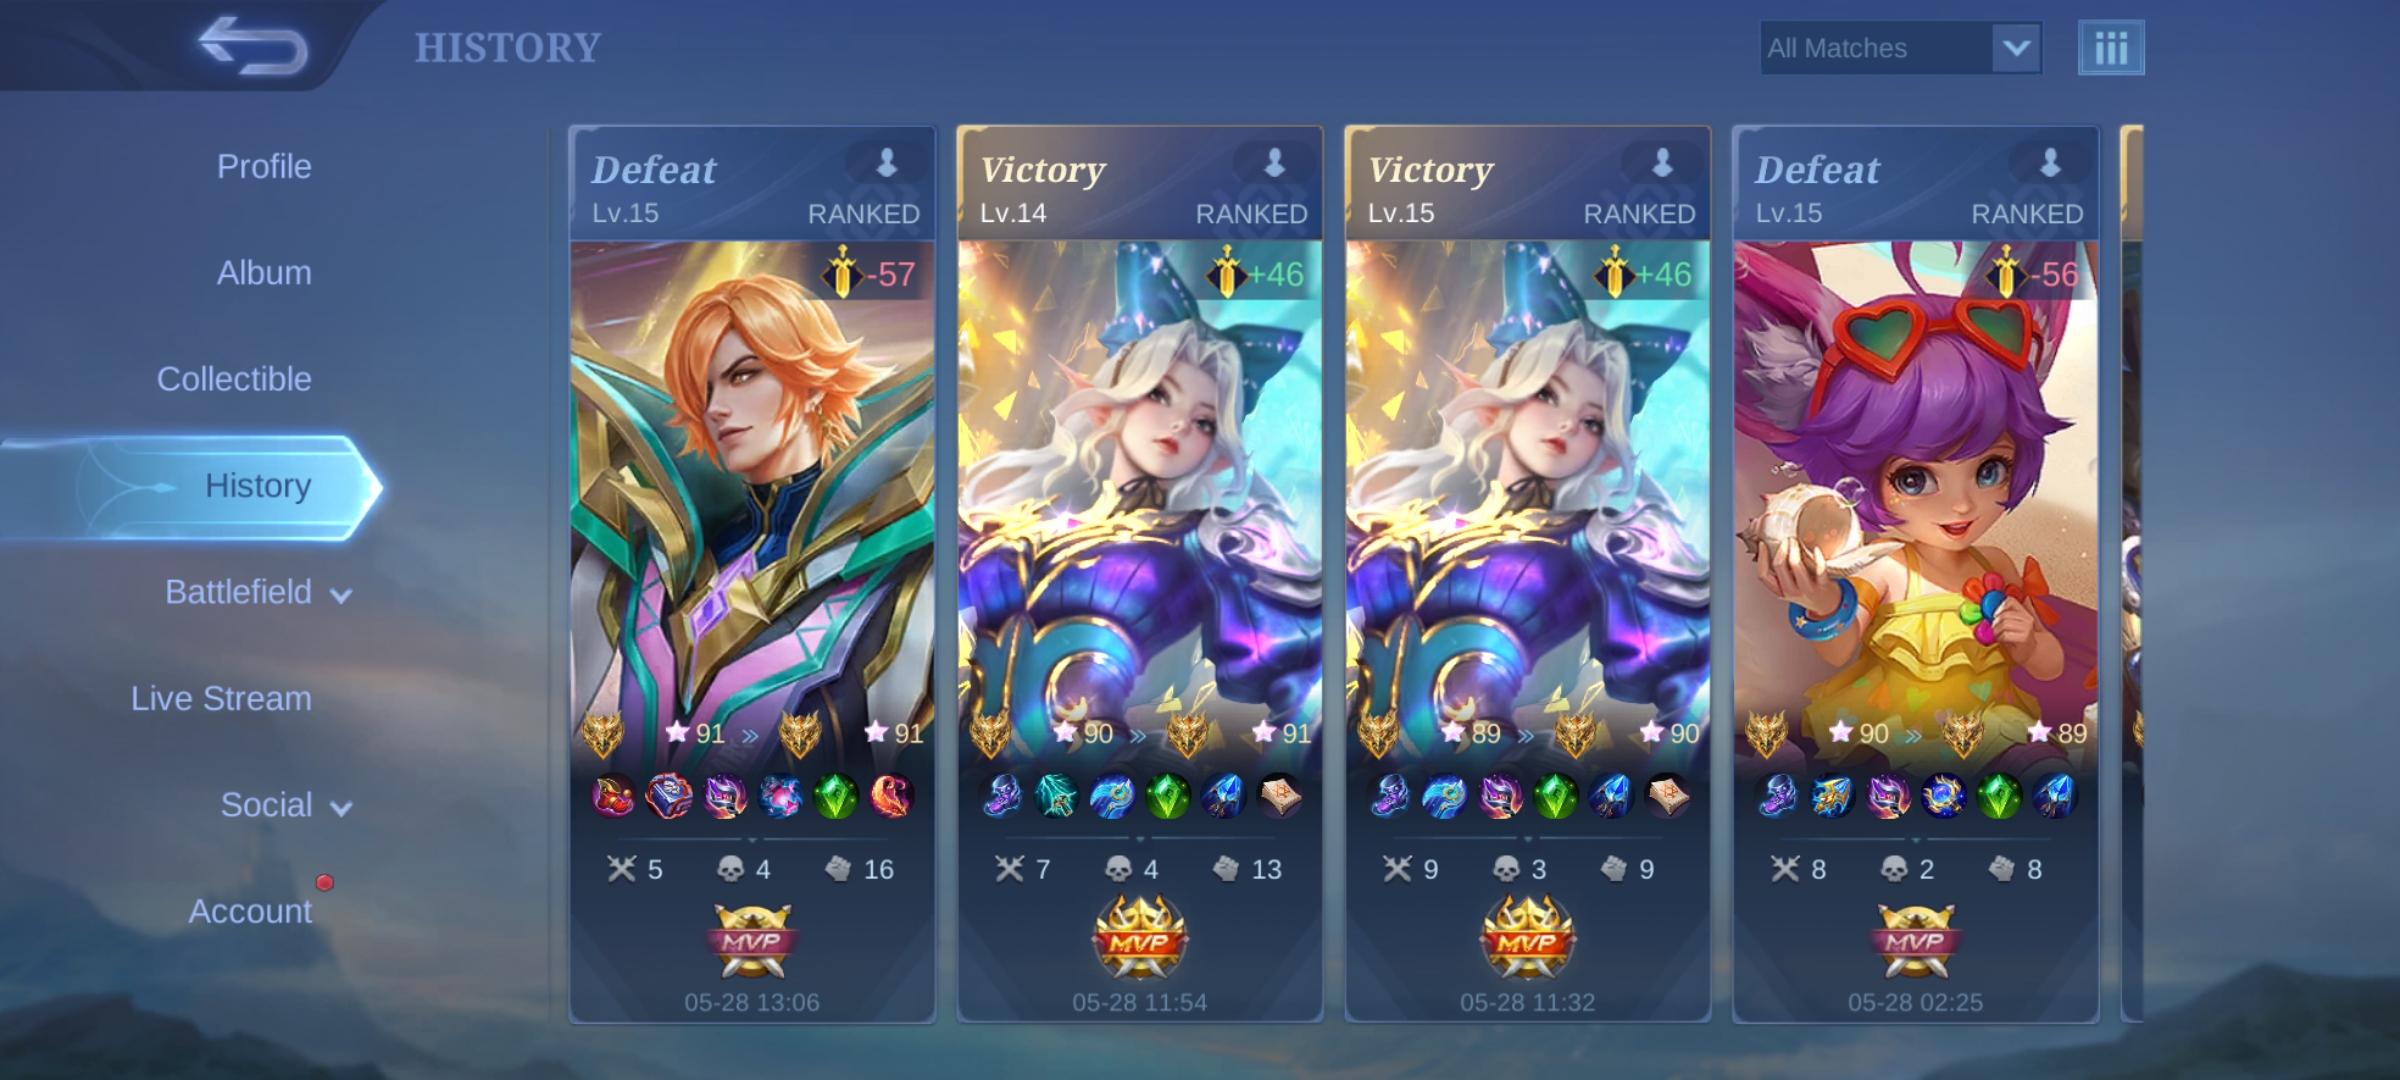 HISTORY
All Matches
Profile
Album
Collectible
History
Battlefield
Live Stream
Social
Account
Defeat
Lv.15 RANKED
-57
91 » 91
5 4 16
MVP
05-28 13:06
Victory
Lv.14 RANKED
+46
90 » 91
7 4 13
MVP
05-28 11:54
Victory
Lv.15 RANKED
+46
89 » 90
9 3 9
MVP
05-28 11:32
Defeat
Lv.15 RANKED
-56
90 » 89
8 2 8
MVP
05-28 02:25